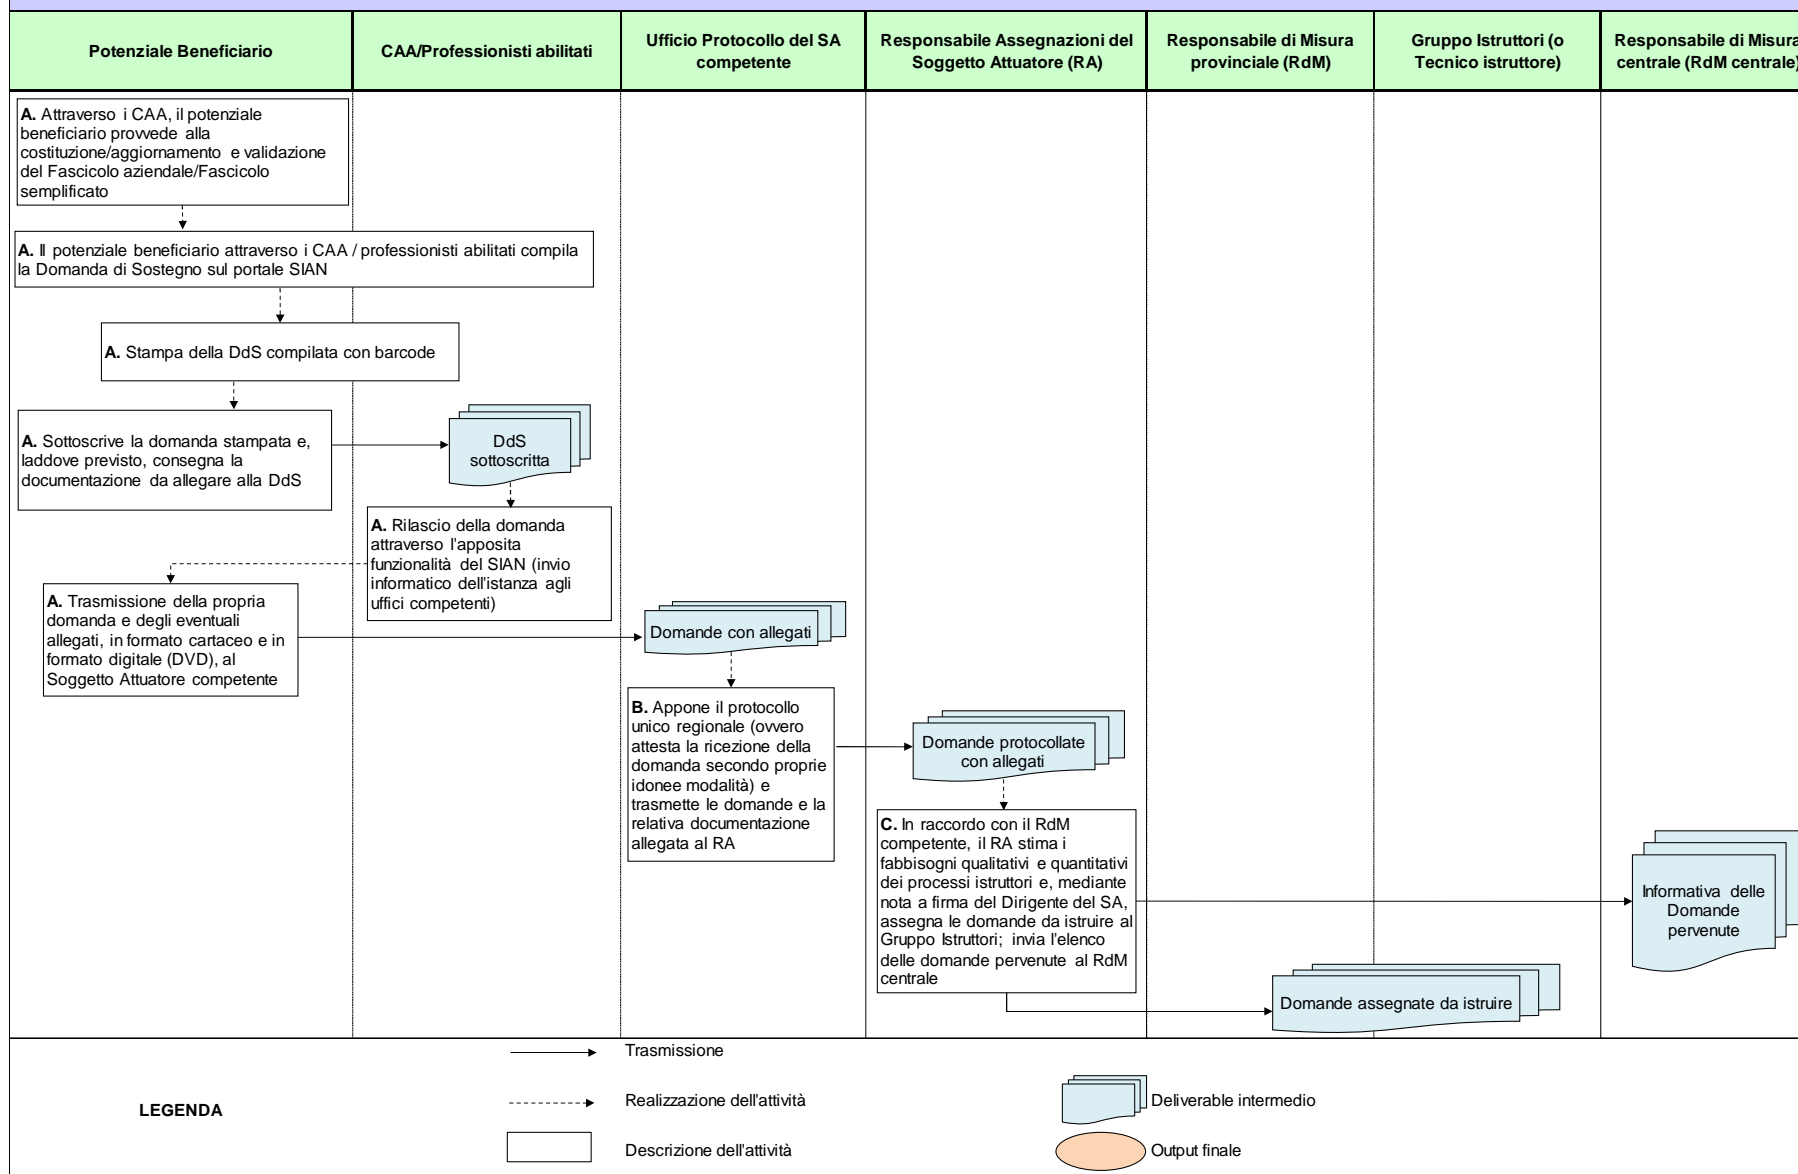 Potenziale Beneficiario
CAA/Professionisti abilitati
Ufficio Protocollo del SA
competente
Responsabile Assegnazioni del
Soggetto Attuatore (RA)
Responsabile di Misura
provinciale (RdM)
Gruppo Istruttori (o
Tecnico istruttore)
Responsabile di Misura
centrale (RdM centrale)
A. Attraverso i CAA, il potenziale
beneficiario provvede alla
costituzione/aggiornamento e validazione
del Fascicolo aziendale/Fascicolo
semplificato
A. Il potenziale beneficiario attraverso i CAA / professionisti abilitati compila
la Domanda di Sostegno sul portale SIAN
A. Stampa della DdS compilata con barcode
A. Sottoscrive la domanda stampata e,
laddove previsto, consegna la
documentazione da allegare alla DdS
DdS
sottoscritta
A. Rilascio della domanda
attraverso l'apposita
funzionalità del SIAN (invio
informatico dell'istanza agli
uffici competenti)
A. Trasmissione della propria
domanda e degli eventuali
allegati, in formato cartaceo e in
formato digitale (DVD), al
Soggetto Attuatore competente
Domande con allegati
B. Appone il protocollo
unico regionale (ovvero
attesta la ricezione della
domanda secondo proprie
idonee modalità) e
trasmette le domande e la
relativa documentazione
allegata al RA
Domande protocollate
con allegati
C. In raccordo con il RdM
competente, il RA stima i
fabbisogni qualitativi e quantitativi
dei processi istruttori e, mediante
nota a firma del Dirigente del SA,
assegna le domande da istruire al
Gruppo Istruttori; invia l'elenco
delle domande pervenute al RdM
centrale
Informativa delle
Domande
pervenute
Domande assegnate da istruire
LEGENDA
Trasmissione
Realizzazione dell'attività
Descrizione dell'attività
Deliverable intermedio
Output finale